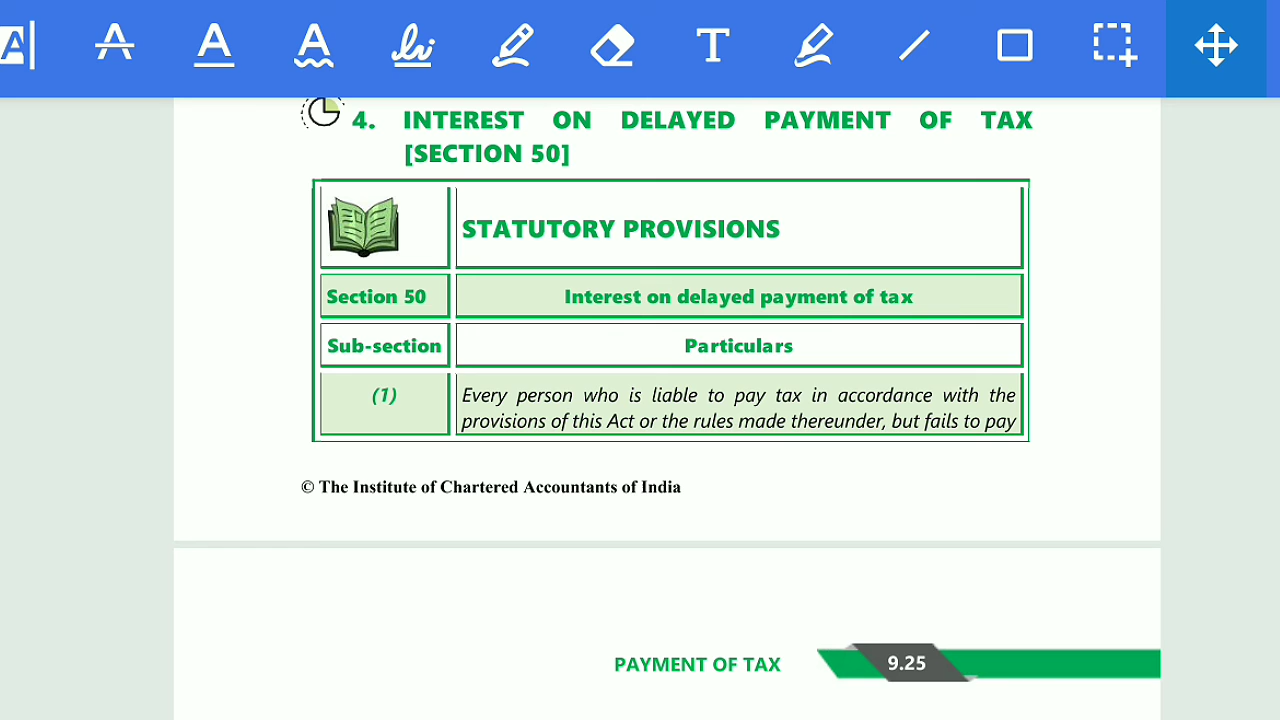 4. INTEREST ON DELAYED PAYMENT OF TAX
[SECTION 50]
STATUTORY PROVISIONS
Section 50 Interest on delayed payment of tax
Sub-section Particulars
(1) Every person who is liable to pay tax in accordance with the
provisions of this Act or the rules made thereunder, but fails to pay
© The Institute of Chartered Accountants of India
PAYMENT OF TAX 9.25